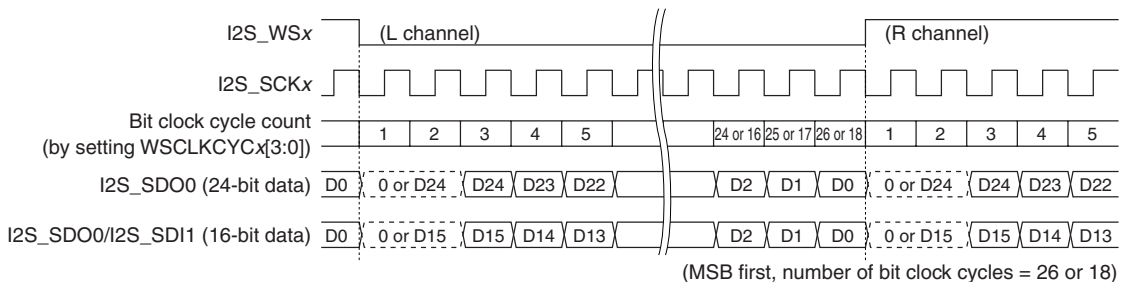 I2S_WSx (L channel) (R channel)
I2S_SCKx
Bit clock cycle count
(by setting WSCLKCYCx[3:0])
1 2 3 4 5 24 or 16 25 or 17 26 or 18 1 2 3 4 5
I2S_SDO0 (24-bit data) D0 0 or D24 D24 D23 D22 D2 D1 D0 0 or D24 D24 D23 D22
I2S_SDO0/I2S_SDI1 (16-bit data) D0 0 or D15 D15 D14 D13 D2 D1 D0 0 or D15 D15 D14 D13
(MSB first, number of bit clock cycles = 26 or 18)